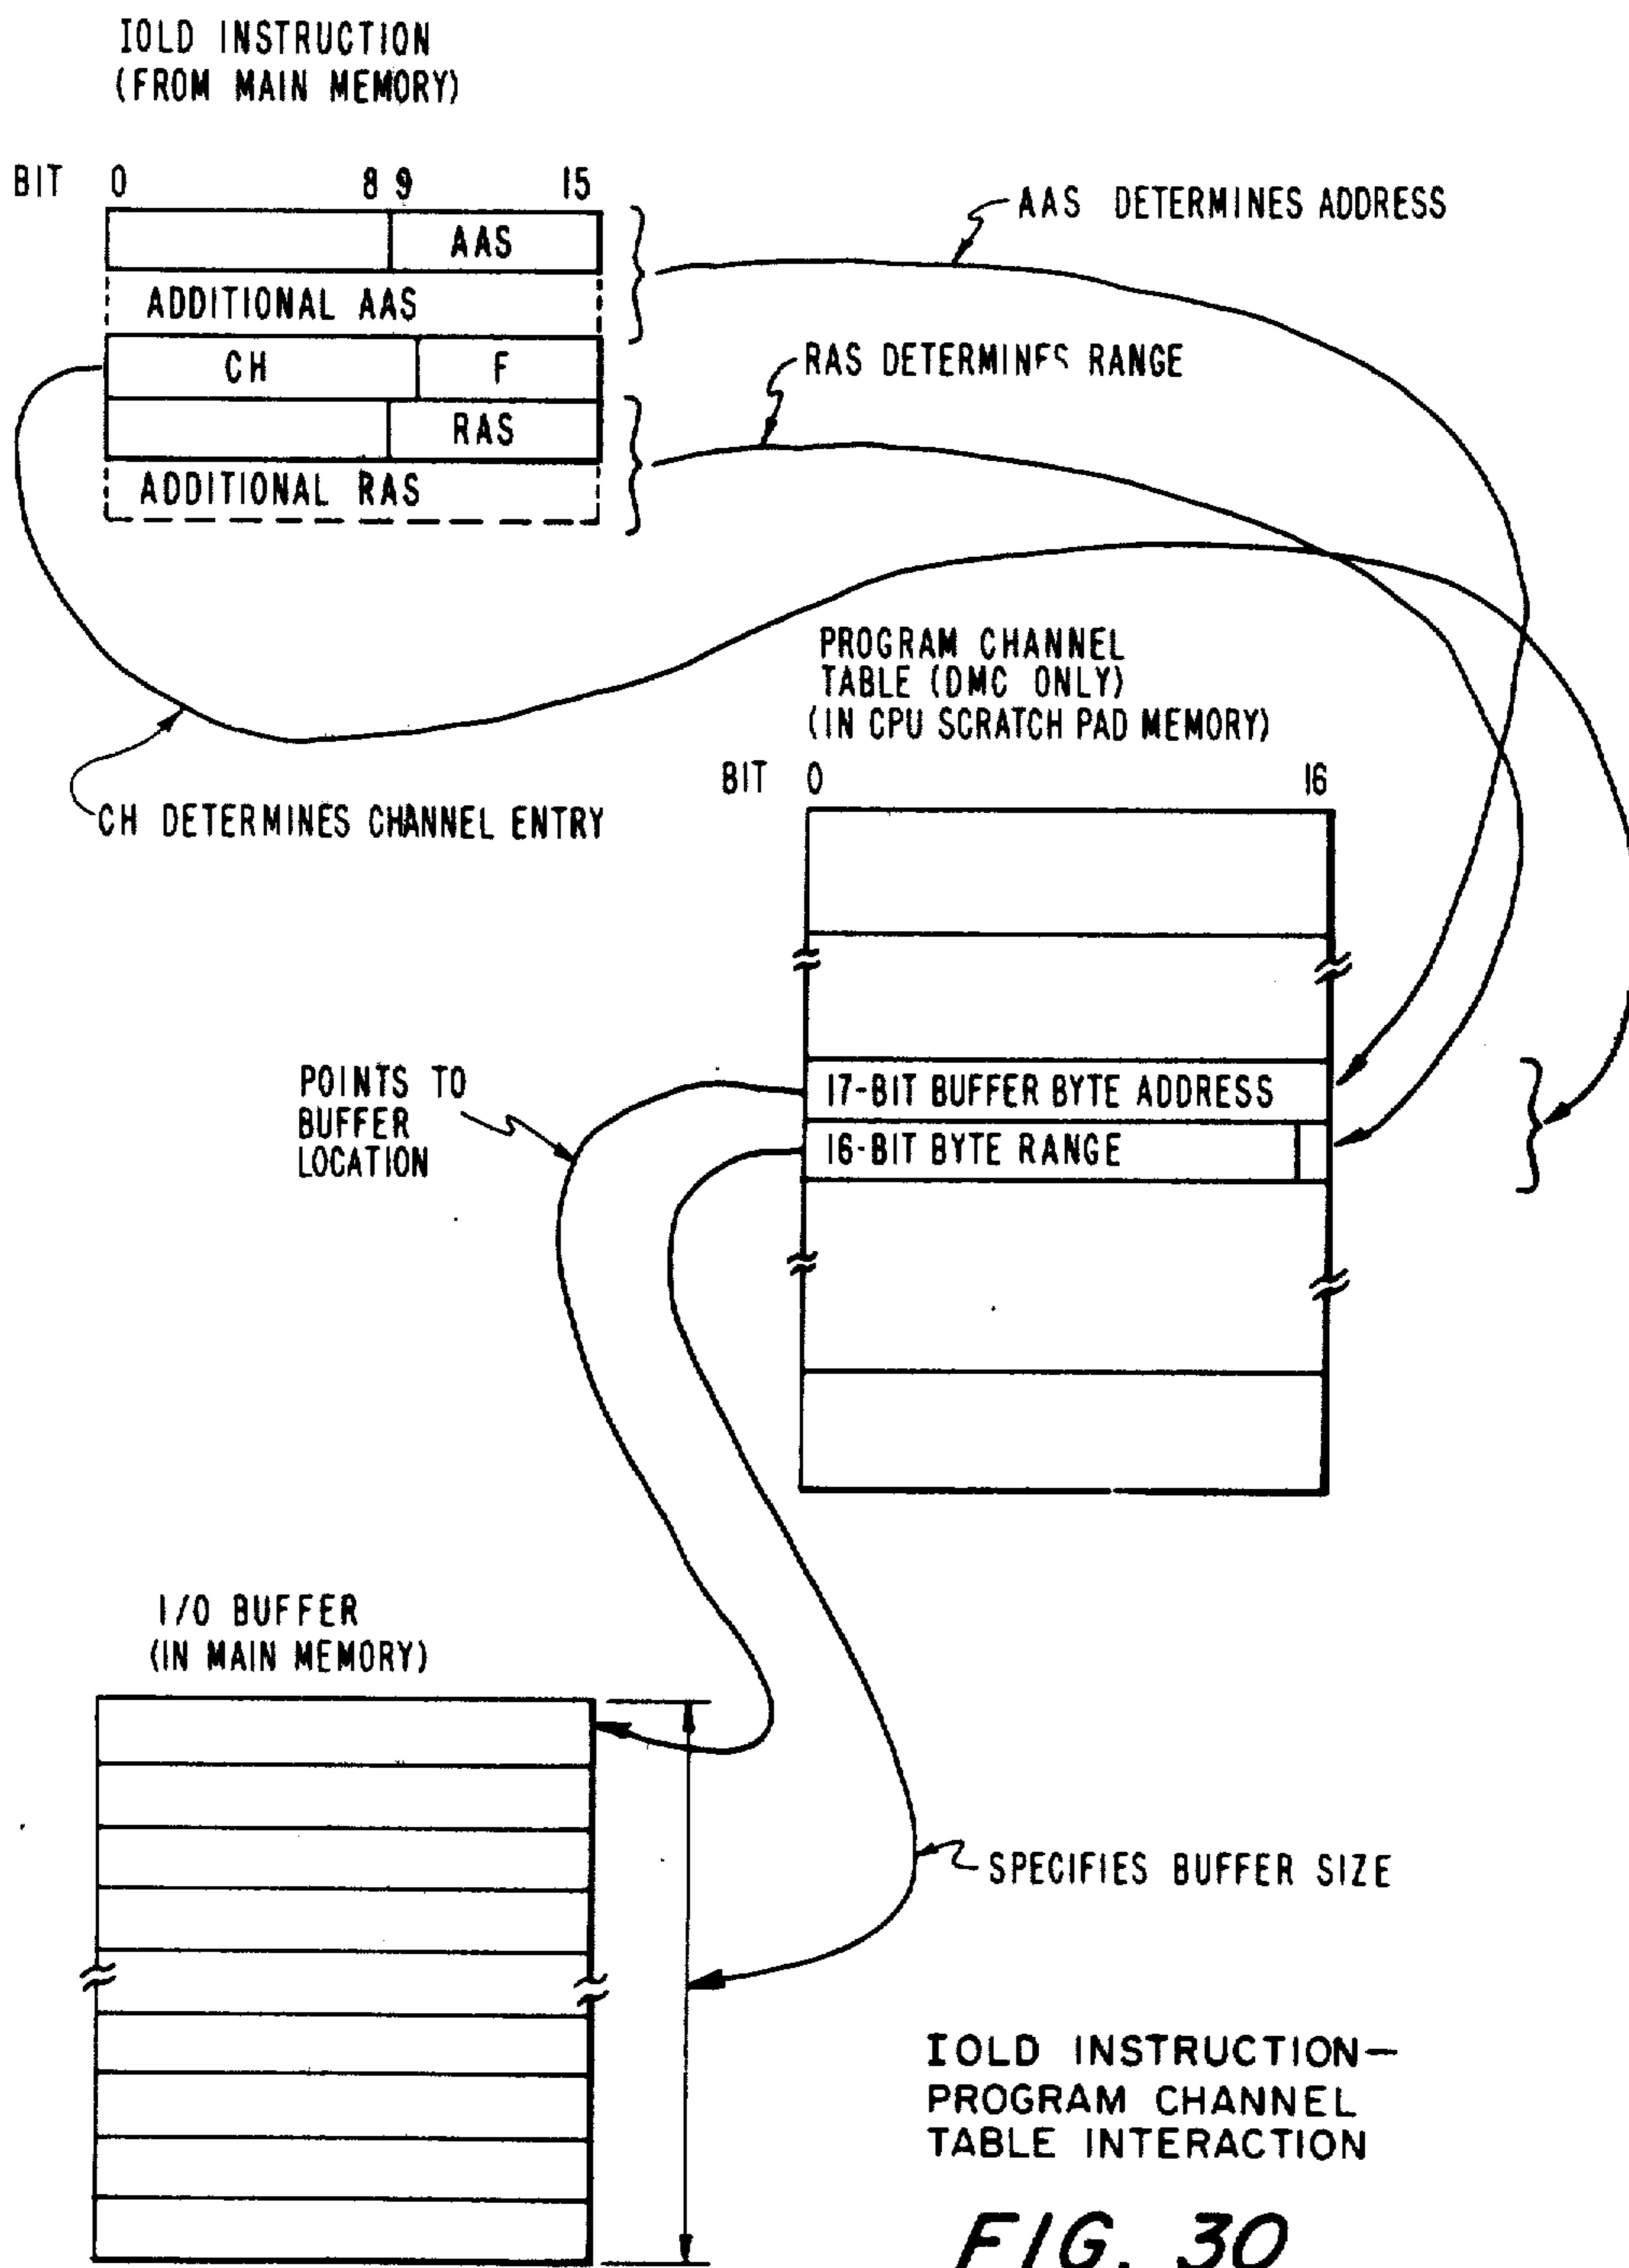 IOLD INSTRUCTION
(FROM MAIN MEMORY)
BIT 0 8 9 15
AAS
ADDITIONAL AAS
CH F
RAS
ADDITIONAL RAS
AAS DETERMINES ADDRESS
RAS DETERMINES RANGE
CH DETERMINES CHANNEL ENTRY
PROGRAM CHANNEL
TABLE (DMC ONLY)
(IN CPU SCRATCH PAD MEMORY)
BIT 0 16
17-BIT BUFFER BYTE ADDRESS
16-BIT BYTE RANGE
POINTS TO
BUFFER
LOCATION
I/O BUFFER
(IN MAIN MEMORY)
SPECIFIES BUFFER SIZE
IOLD INSTRUCTION—
PROGRAM CHANNEL
TABLE INTERACTION
FIG. 30